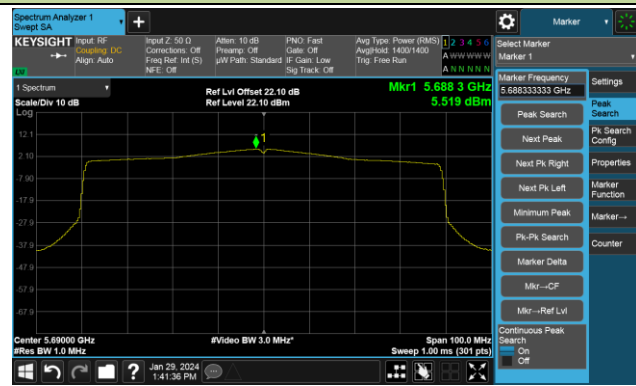 Spectrum Analyzer 1
Swept SA
+
Marker
KEYSIGHT
Input: RF
Coupling: DC
Align: Auto
Input Z: 50 Ω
Corrections: Off
Freq Ref: Int (S)
NFE: Off
Atten: 10 dB
Preamp: Off
µW Path: Standard
PNO: Fast
Gate: Off
IF Gain: Low
Sig Track: Off
Avg Type: Power (RMS)
Avg|Hold: 1400/1400
Trig: Free Run
1 2 3 4 5 6
A W W W W W
A N N N N N
LW
Select Marker
Marker 1
1 Spectrum
Scale/Div 10 dB
Log
Ref Lvl Offset 22.10 dB
Ref Level 22.10 dBm
Mkr1 5.688 3 GHz
5.519 dBm
12.1
2.10
-7.90
-17.9
-27.9
-37.9
-47.9
-57.9
-67.9
1
Center 5.69000 GHz
#Res BW 1.0 MHz
#Video BW 3.0 MHz*
Span 100.0 MHz
Sweep 1.00 ms (301 pts)
Marker Frequency
5.688333333 GHz
Peak Search
Next Peak
Next Pk Right
Next Pk Left
Minimum Peak
Pk-Pk Search
Marker Delta
Mkr→CF
Mkr→Ref Lvl
Continuous Peak
Search
On
Off
Settings
Peak
Search
Pk Search
Config
Properties
Marker
Function
Marker→
Counter
?
Jan 29, 2024
1:41:36 PM